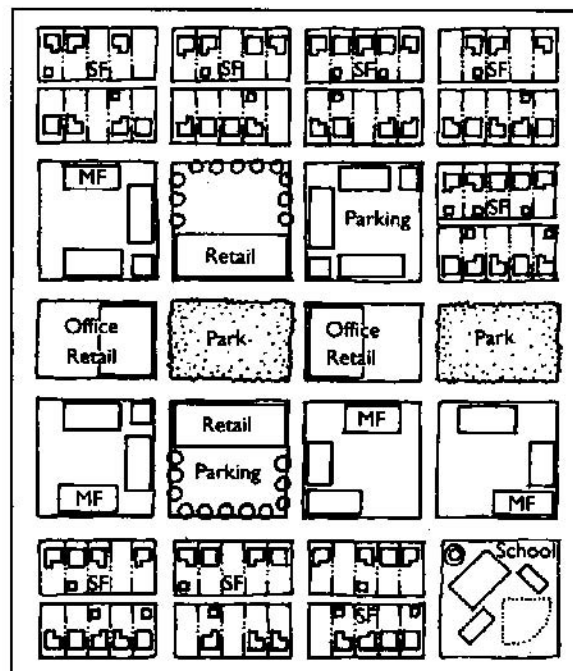 SF SF SF SF
MF
Parking
SF
Retail
Office
Retail
Park
Office
Retail
Park
Retail
MF
Parking
MF
MF
School
SF SF SF